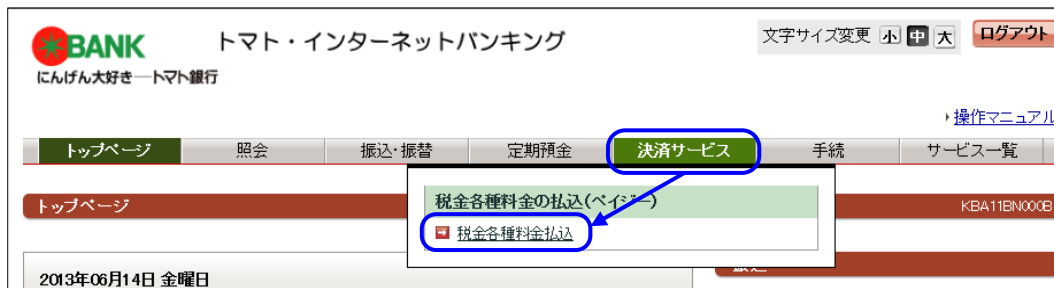 BANK
トマト・インターネットバンキング
文字サイズ変更 小 中 大 ログアウト
にんげん大好き―トマト銀行
操作マニュアル
トップページ 照会 振込・振替 定期預金 決済サービス 手続 サービス一覧
税金各種料金の払込(ペイジー)
トップページ KBA11BN000B
税金各種料金払込
2013年06月14日 金曜日